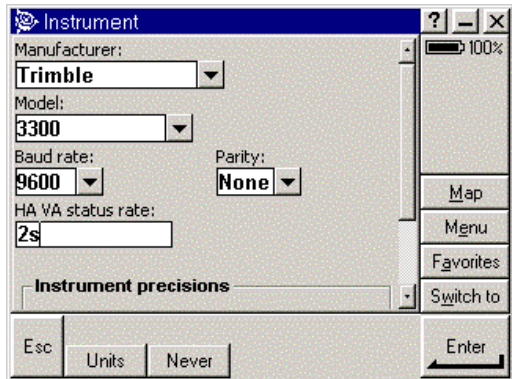 Instrument ? _ X
Manufacturer: 100%
Trimble
Model:
3300
Baud rate: Parity:
9600 None
HA VA status rate:
2s
Instrument precisions
Map
Menu
Favorites
Switch to
Esc Units Never Enter